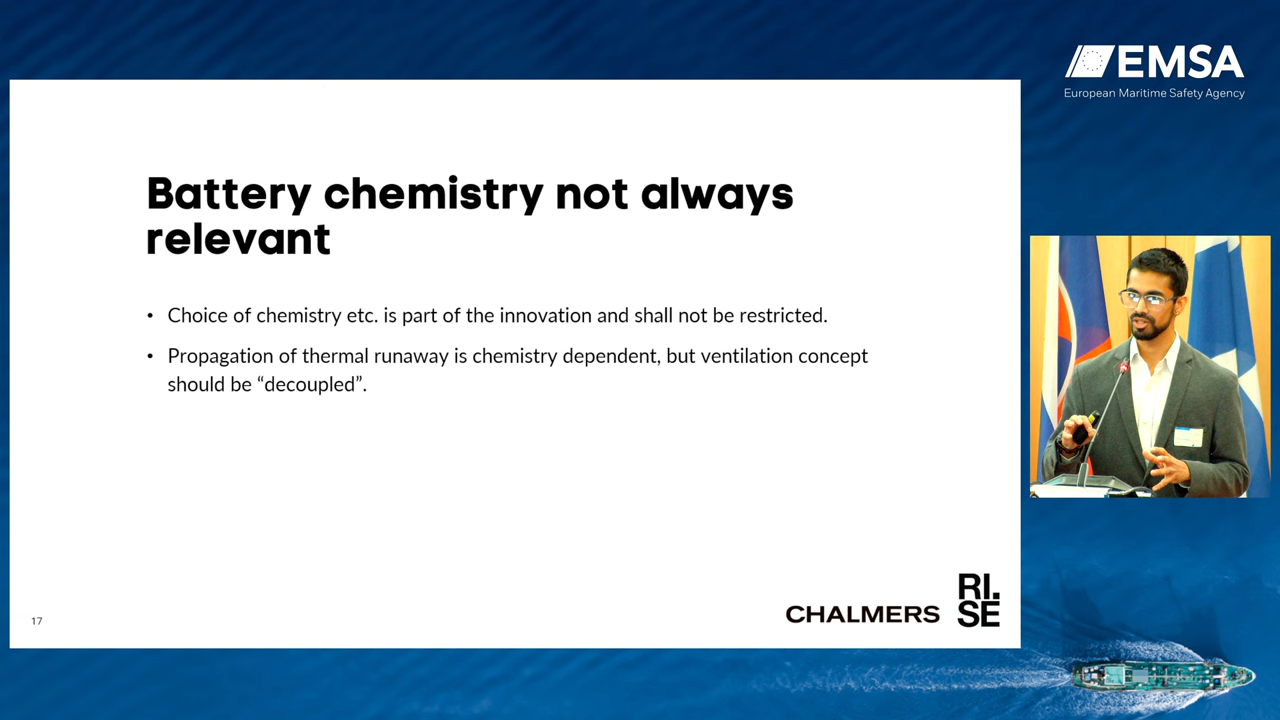 EMSA
European Maritime Safety Agency
Battery chemistry not always
relevant
• Choice of chemistry etc. is part of the innovation and shall not be restricted.
• Propagation of thermal runaway is chemistry dependent, but ventilation concept
should be “decoupled”.
17
CHALMERS
RI.
SE